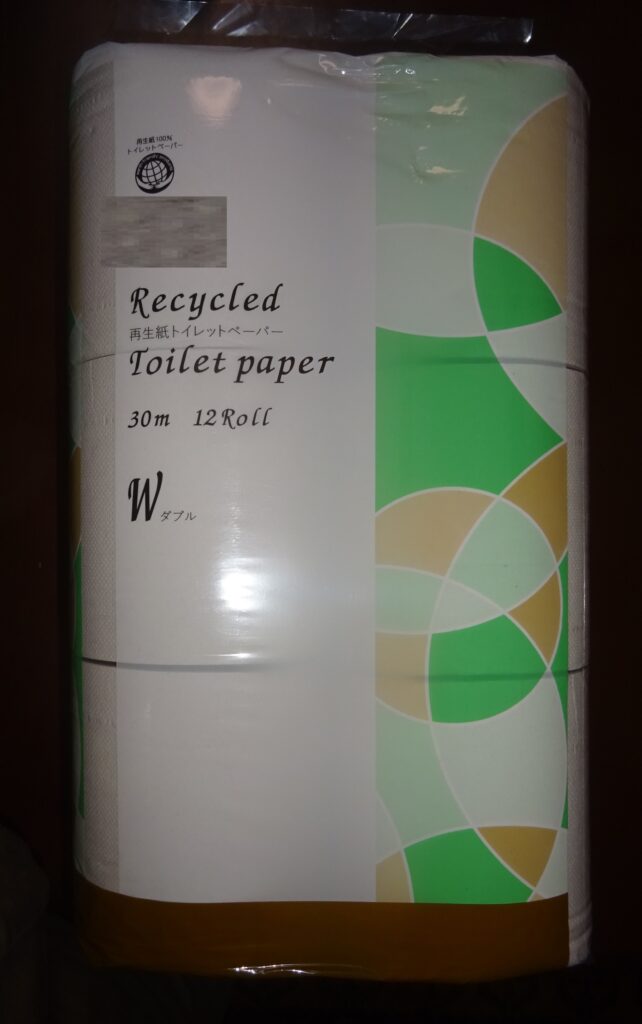 再生紙100%
トイレットペーパー
Recycled
再生紙トイレットペーパー
Toilet paper
30m 12Roll
W ダブル